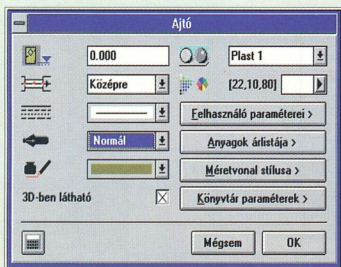 Ajtó
0.000
Plast 1
Középre
[22,10,80]
Felhasználó paraméterei >
Normál
Anyagok árlistája >
Méretvonal stílusa >
3D-ben látható
Könyvtár paraméterek >
Mégsem
OK